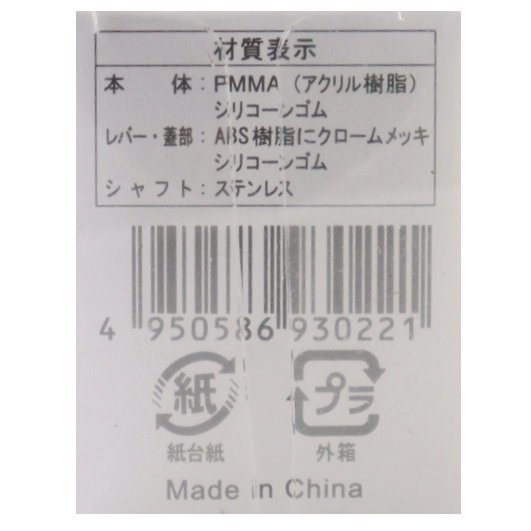 材質表示
本　体：PMMA（アクリル樹脂）
シリコーンゴム
レバー・蓋部：ABS樹脂にクロームメッキ
シリコーンゴム
シャフト：ステンレス
4 950586 930221
紙 プラ
紙台紙 外箱
Made in China